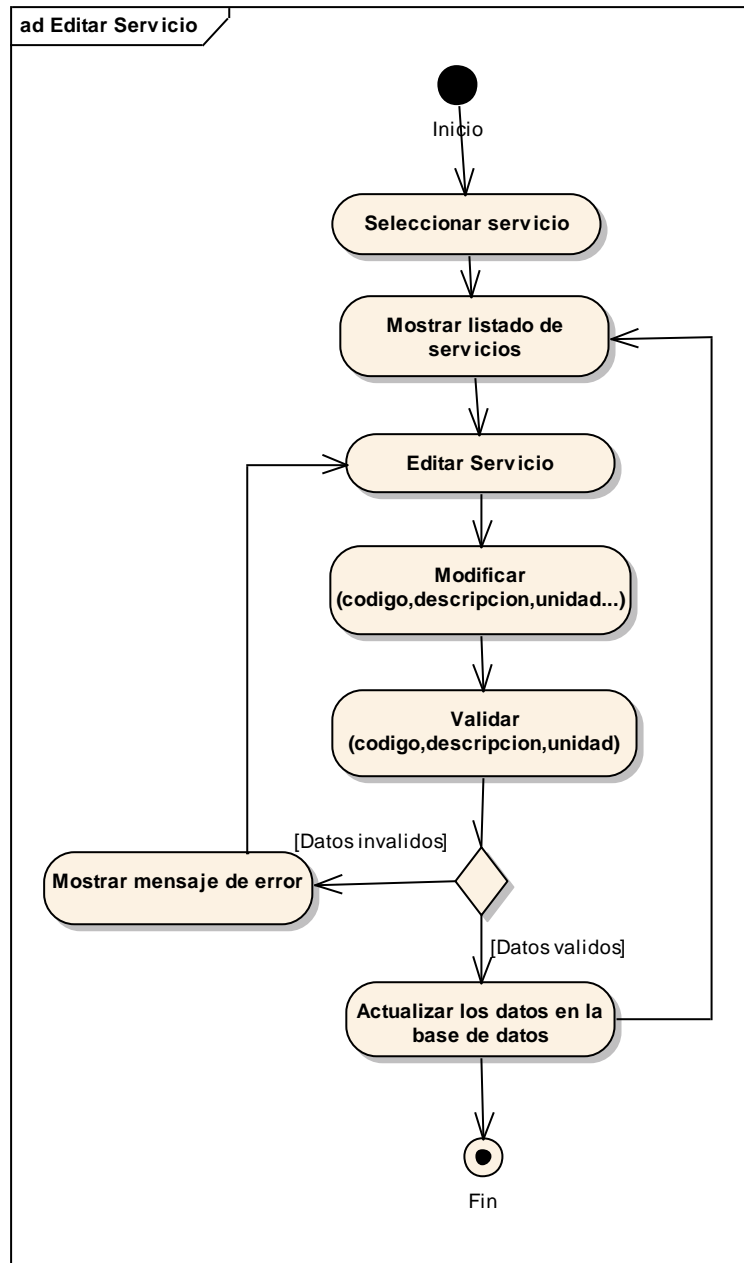 ad Editar Servicio
Inicio
Seleccionar servicio
Mostrar listado de
servicios
Editar Servicio
Modificar
(codigo,descripcion,unidad...)
Validar
(codigo,descripcion,unidad)
[Datos invalidos]
Mostrar mensaje de error
[Datos validos]
Actualizar los datos en la
base de datos
Fin